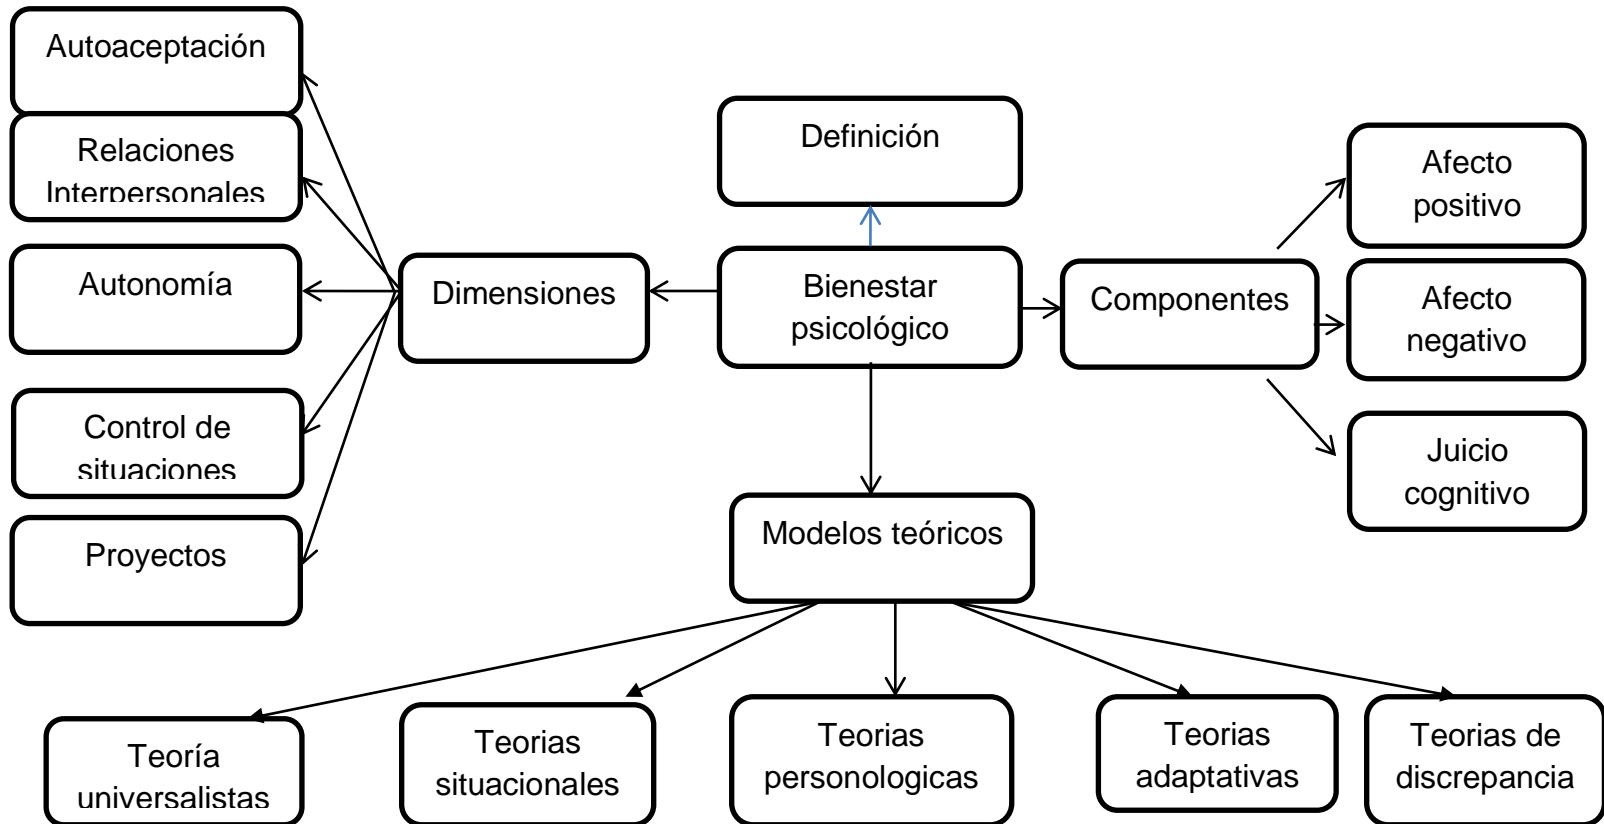 Autoaceptación
Relaciones
Interpersonales
Autonomía
Control de
situaciones
Proyectos
Dimensiones
Definición
Bienestar
psicológico
Componentes
Afecto
positivo
Afecto
negativo
Juicio
cognitivo
Modelos teóricos
Teoría
universalistas
Teorias
situacionales
Teorias
personologicas
Teorias
adaptativas
Teorias de
discrepancia